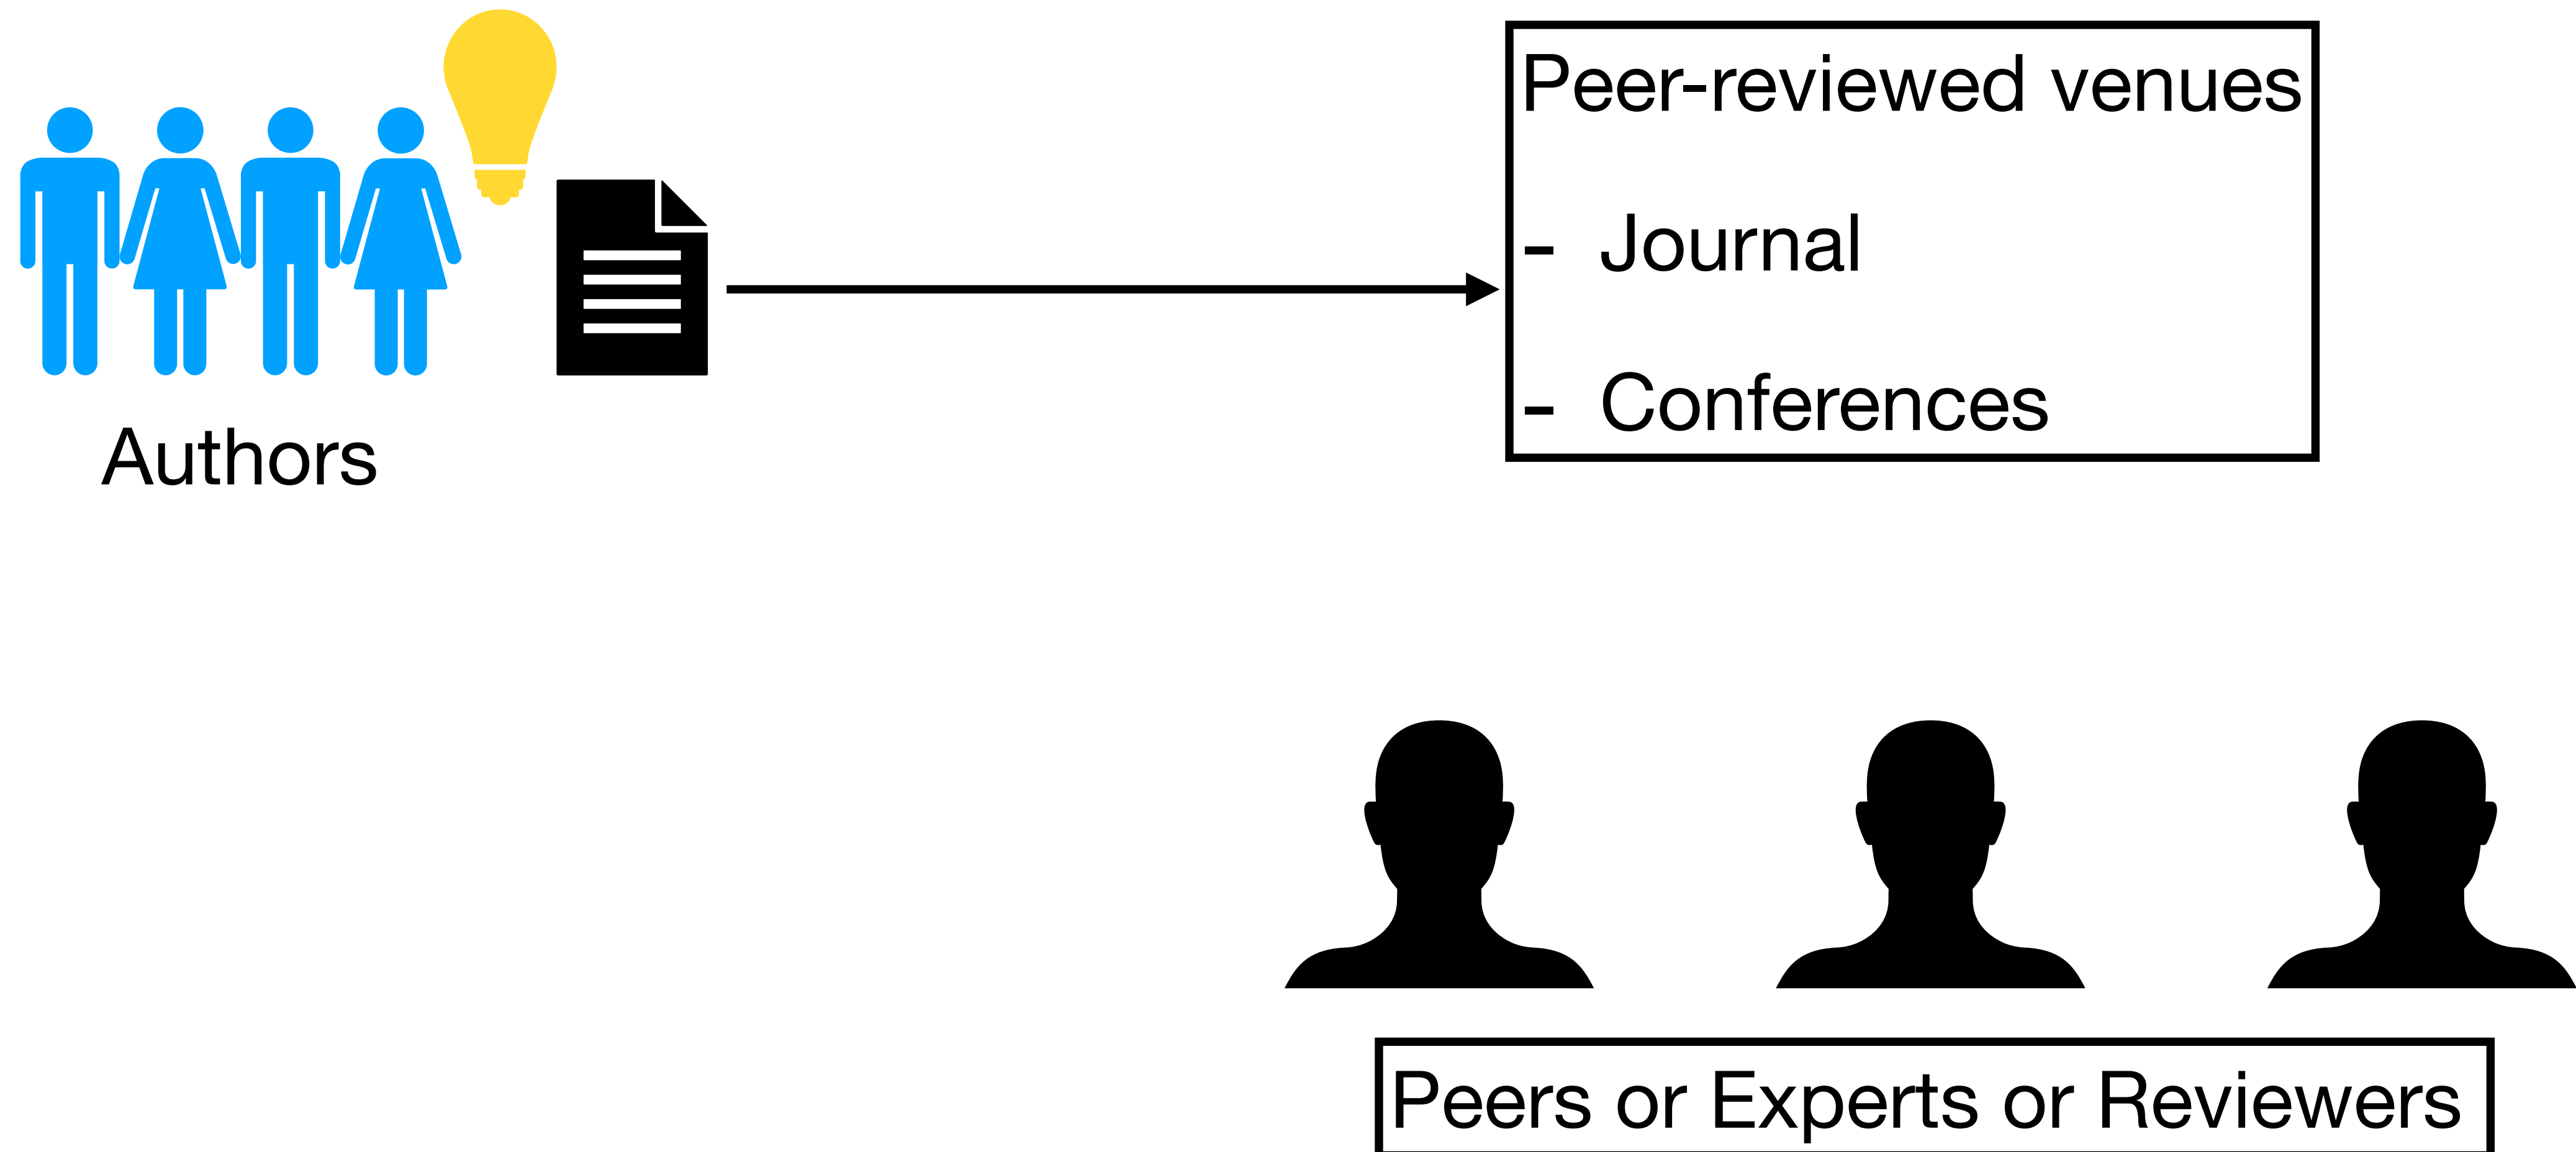 Peer-reviewed venues
- Journal
- Conferences
Authors
Peers or Experts or Reviewers